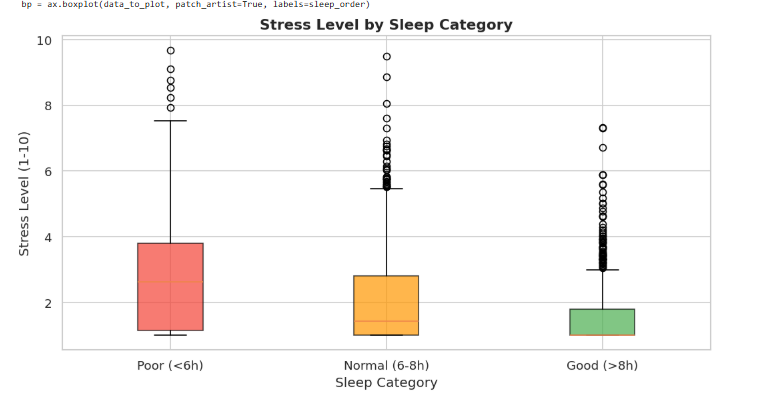 bp = ax.boxplot(data_to_plot, patch_artist=True, labels=sleep_order)
Stress Level by Sleep Category
10
8
6
4
2
Stress Level (1-10)
Poor (<6h)
Normal (6-8h)
Good (>8h)
Sleep Category